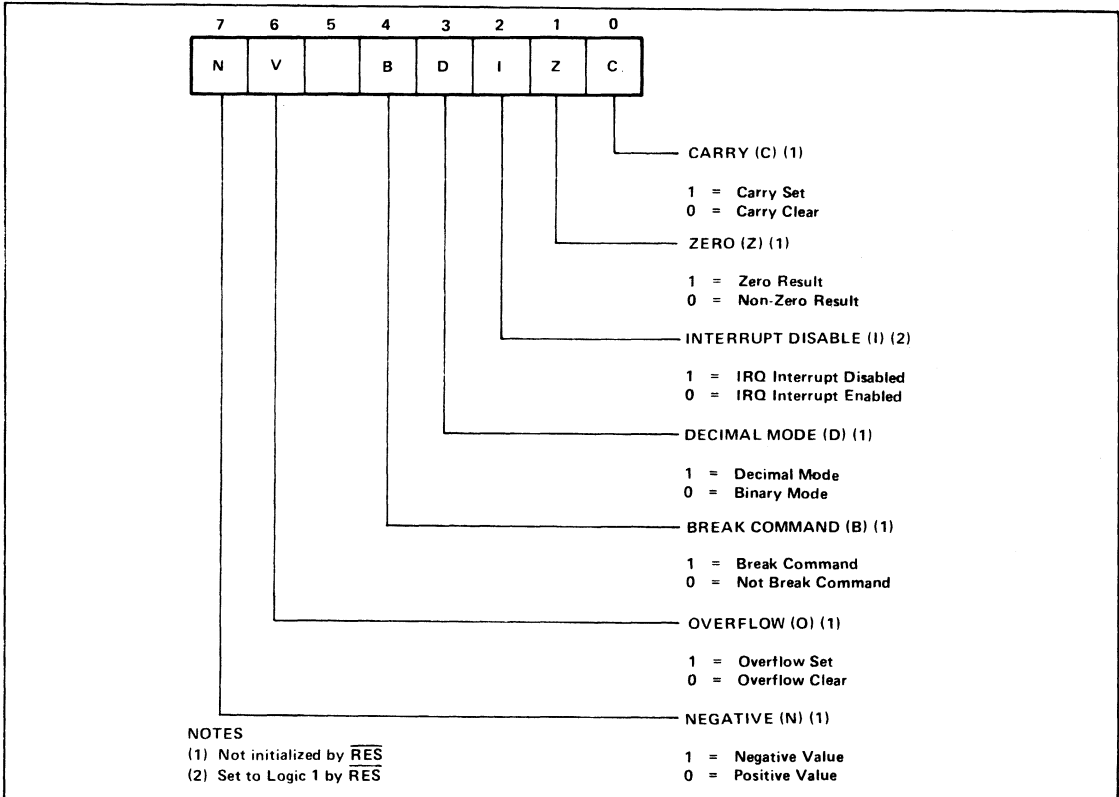 7 6 5 4 3 2 1 0
N V B D I Z C
CARRY (C) (1)
1 = Carry Set
0 = Carry Clear
ZERO (Z) (1)
1 = Zero Result
0 = Non-Zero Result
INTERRUPT DISABLE (I) (2)
1 = IRQ Interrupt Disabled
0 = IRQ Interrupt Enabled
DECIMAL MODE (D) (1)
1 = Decimal Mode
0 = Binary Mode
BREAK COMMAND (B) (1)
1 = Break Command
0 = Not Break Command
OVERFLOW (O) (1)
1 = Overflow Set
0 = Overflow Clear
NEGATIVE (N) (1)
1 = Negative Value
0 = Positive Value
NOTES
(1) Not initialized by R̅E̅S̅
(2) Set to Logic 1 by R̅E̅S̅